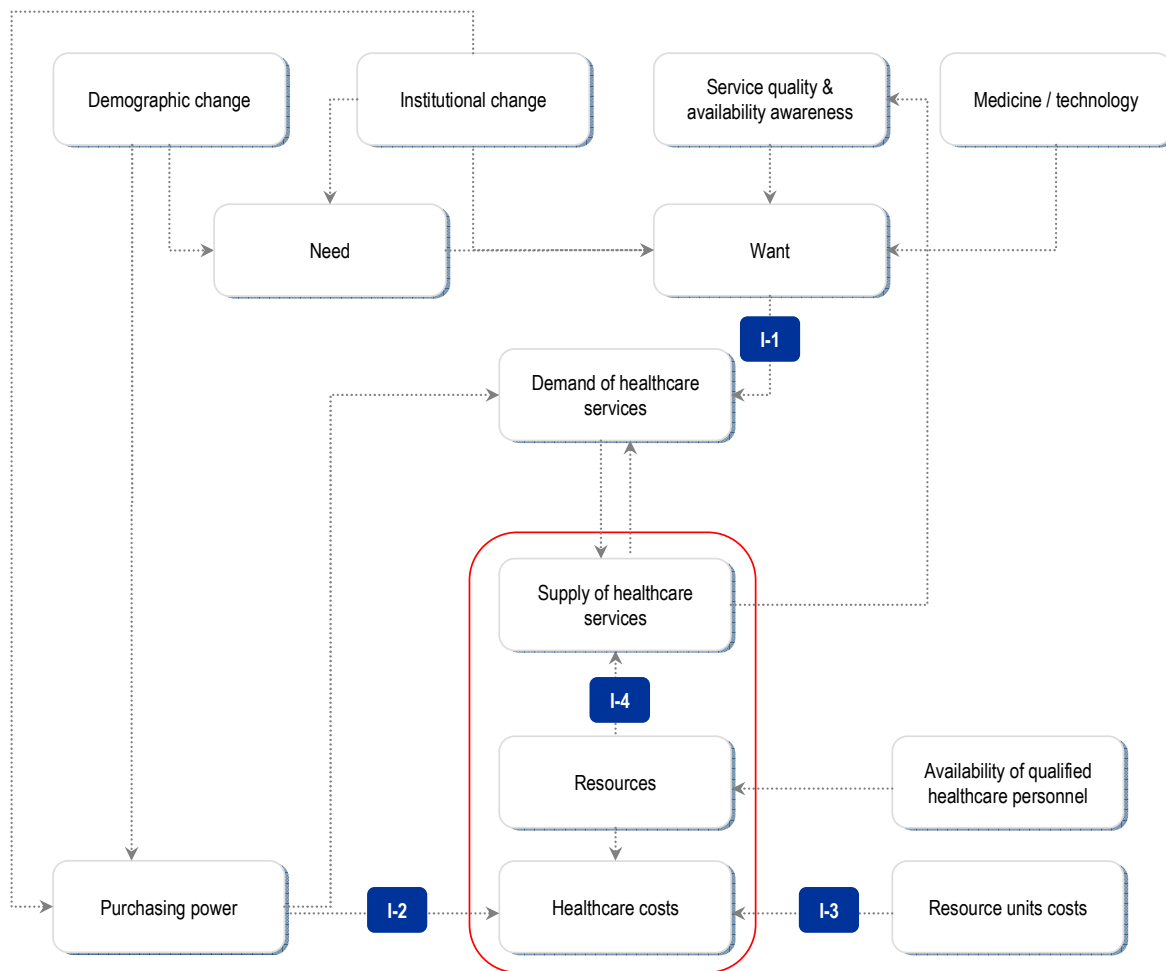 Demographic change
Institutional change
Service quality &
availability awareness
Medicine / technology
Need
Want
I-1
Demand of healthcare
services
Supply of healthcare
services
I-4
Resources
Availability of qualified
healthcare personnel
Purchasing power
I-2
Healthcare costs
I-3
Resource units costs